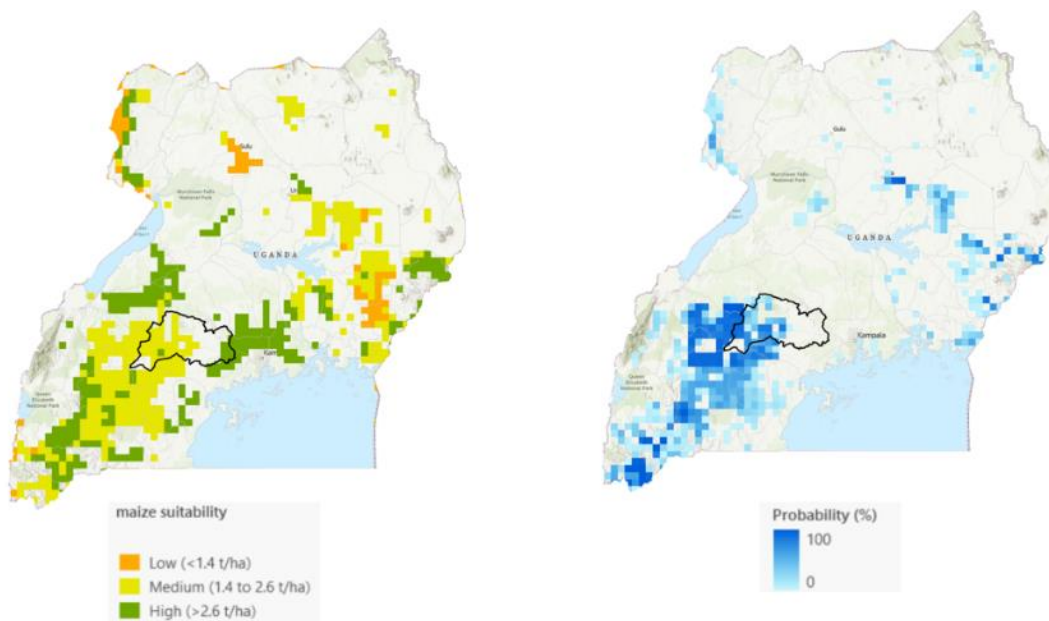 Gulu
Murchison Falls
National Park
UGANDA
Queen
Elizabeth
National Park
maize suitability
Low (<1.4 t/ha)
Medium (1.4 to 2.6 t/ha)
High (>2.6 t/ha)
Gulu
Murchison Falls
National Park
UGANDA
Kampala
Queen
Elizabeth
National Park
Probability (%)
100
0